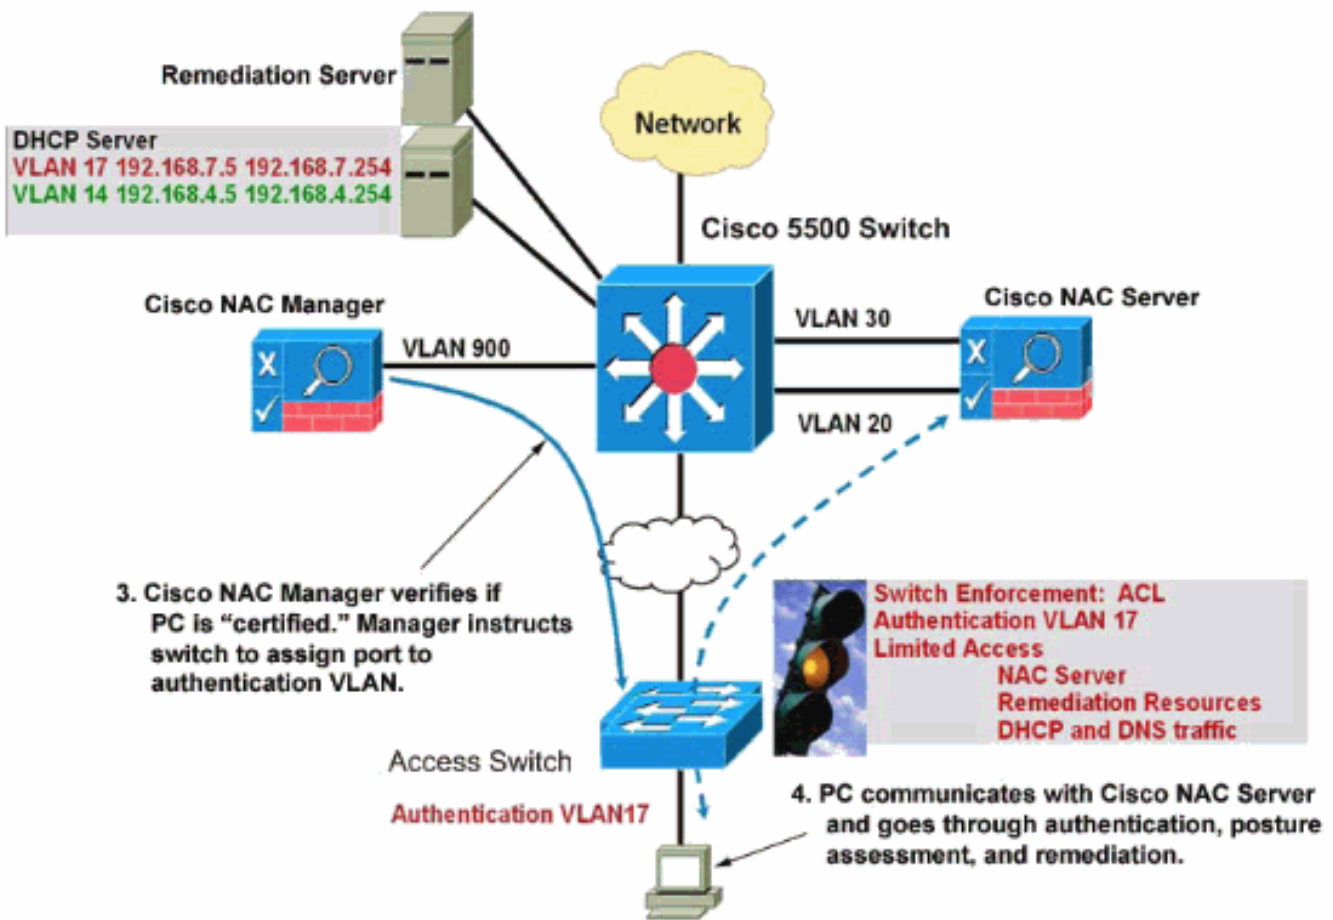 Remediation Server
Network
DHCP Server
VLAN 17 192.168.7.5 192.168.7.254
VLAN 14 192.168.4.5 192.168.4.254
Cisco 5500 Switch
Cisco NAC Manager
VLAN 900
VLAN 30
Cisco NAC Server
VLAN 20
3. Cisco NAC Manager verifies if
PC is “certified.” Manager instructs
switch to assign port to
authentication VLAN.
Switch Enforcement: ACL
Authentication VLAN 17
Limited Access
NAC Server
Remediation Resources
DHCP and DNS traffic
Access Switch
Authentication VLAN17
4. PC communicates with Cisco NAC Server
and goes through authentication, posture
assessment, and remediation.